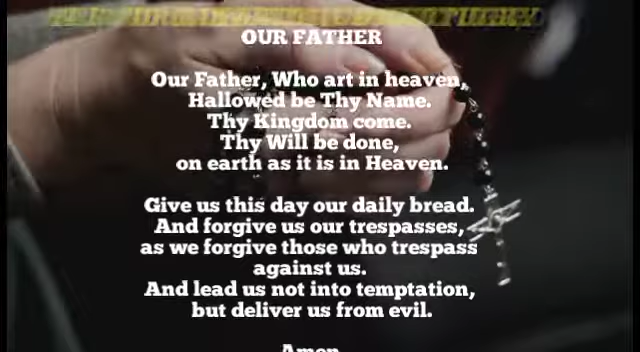 OUR FATHER
Our Father, Who art in heaven,
Hallowed be Thy Name.
Thy Kingdom come.
Thy Will be done,
on earth as it is in Heaven.
Give us this day our daily bread.
And forgive us our trespasses,
as we forgive those who trespass
against us.
And lead us not into temptation,
but deliver us from evil.
Amen